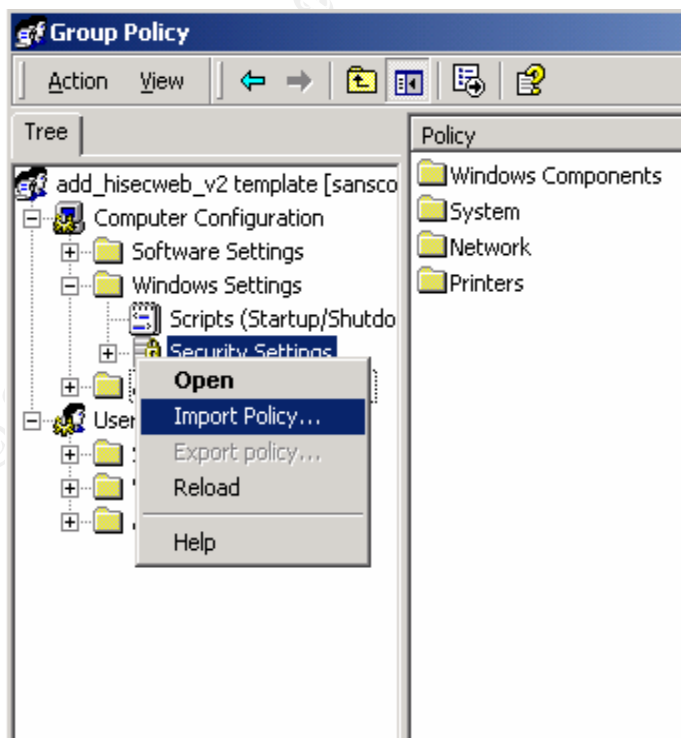 Group Policy
Action View
Tree
Policy
add_hisecweb_v2 template [sansco
Computer Configuration
Software Settings
Windows Settings
Scripts (Startup/Shutdo
Security Settings
User
Windows Components
System
Network
Printers
Open
Import Policy...
Export policy...
Reload
Help